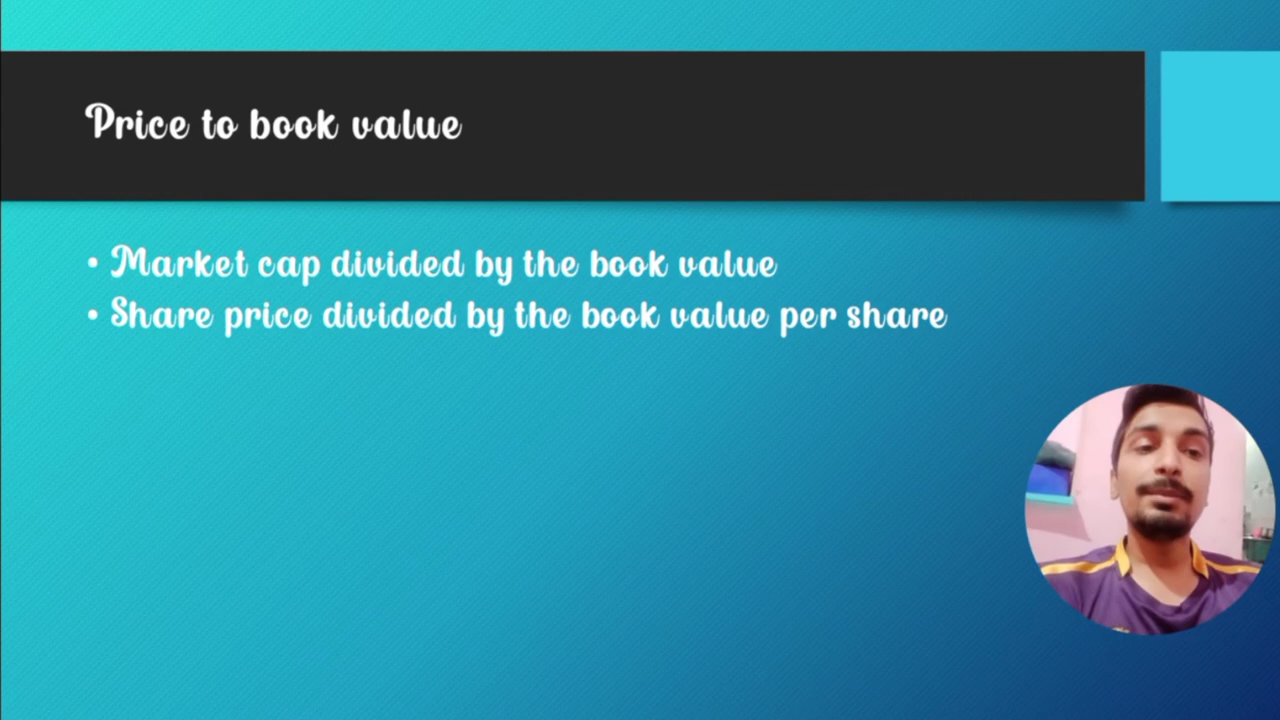 Price to book value
• Market cap divided by the book value
• Share price divided by the book value per share